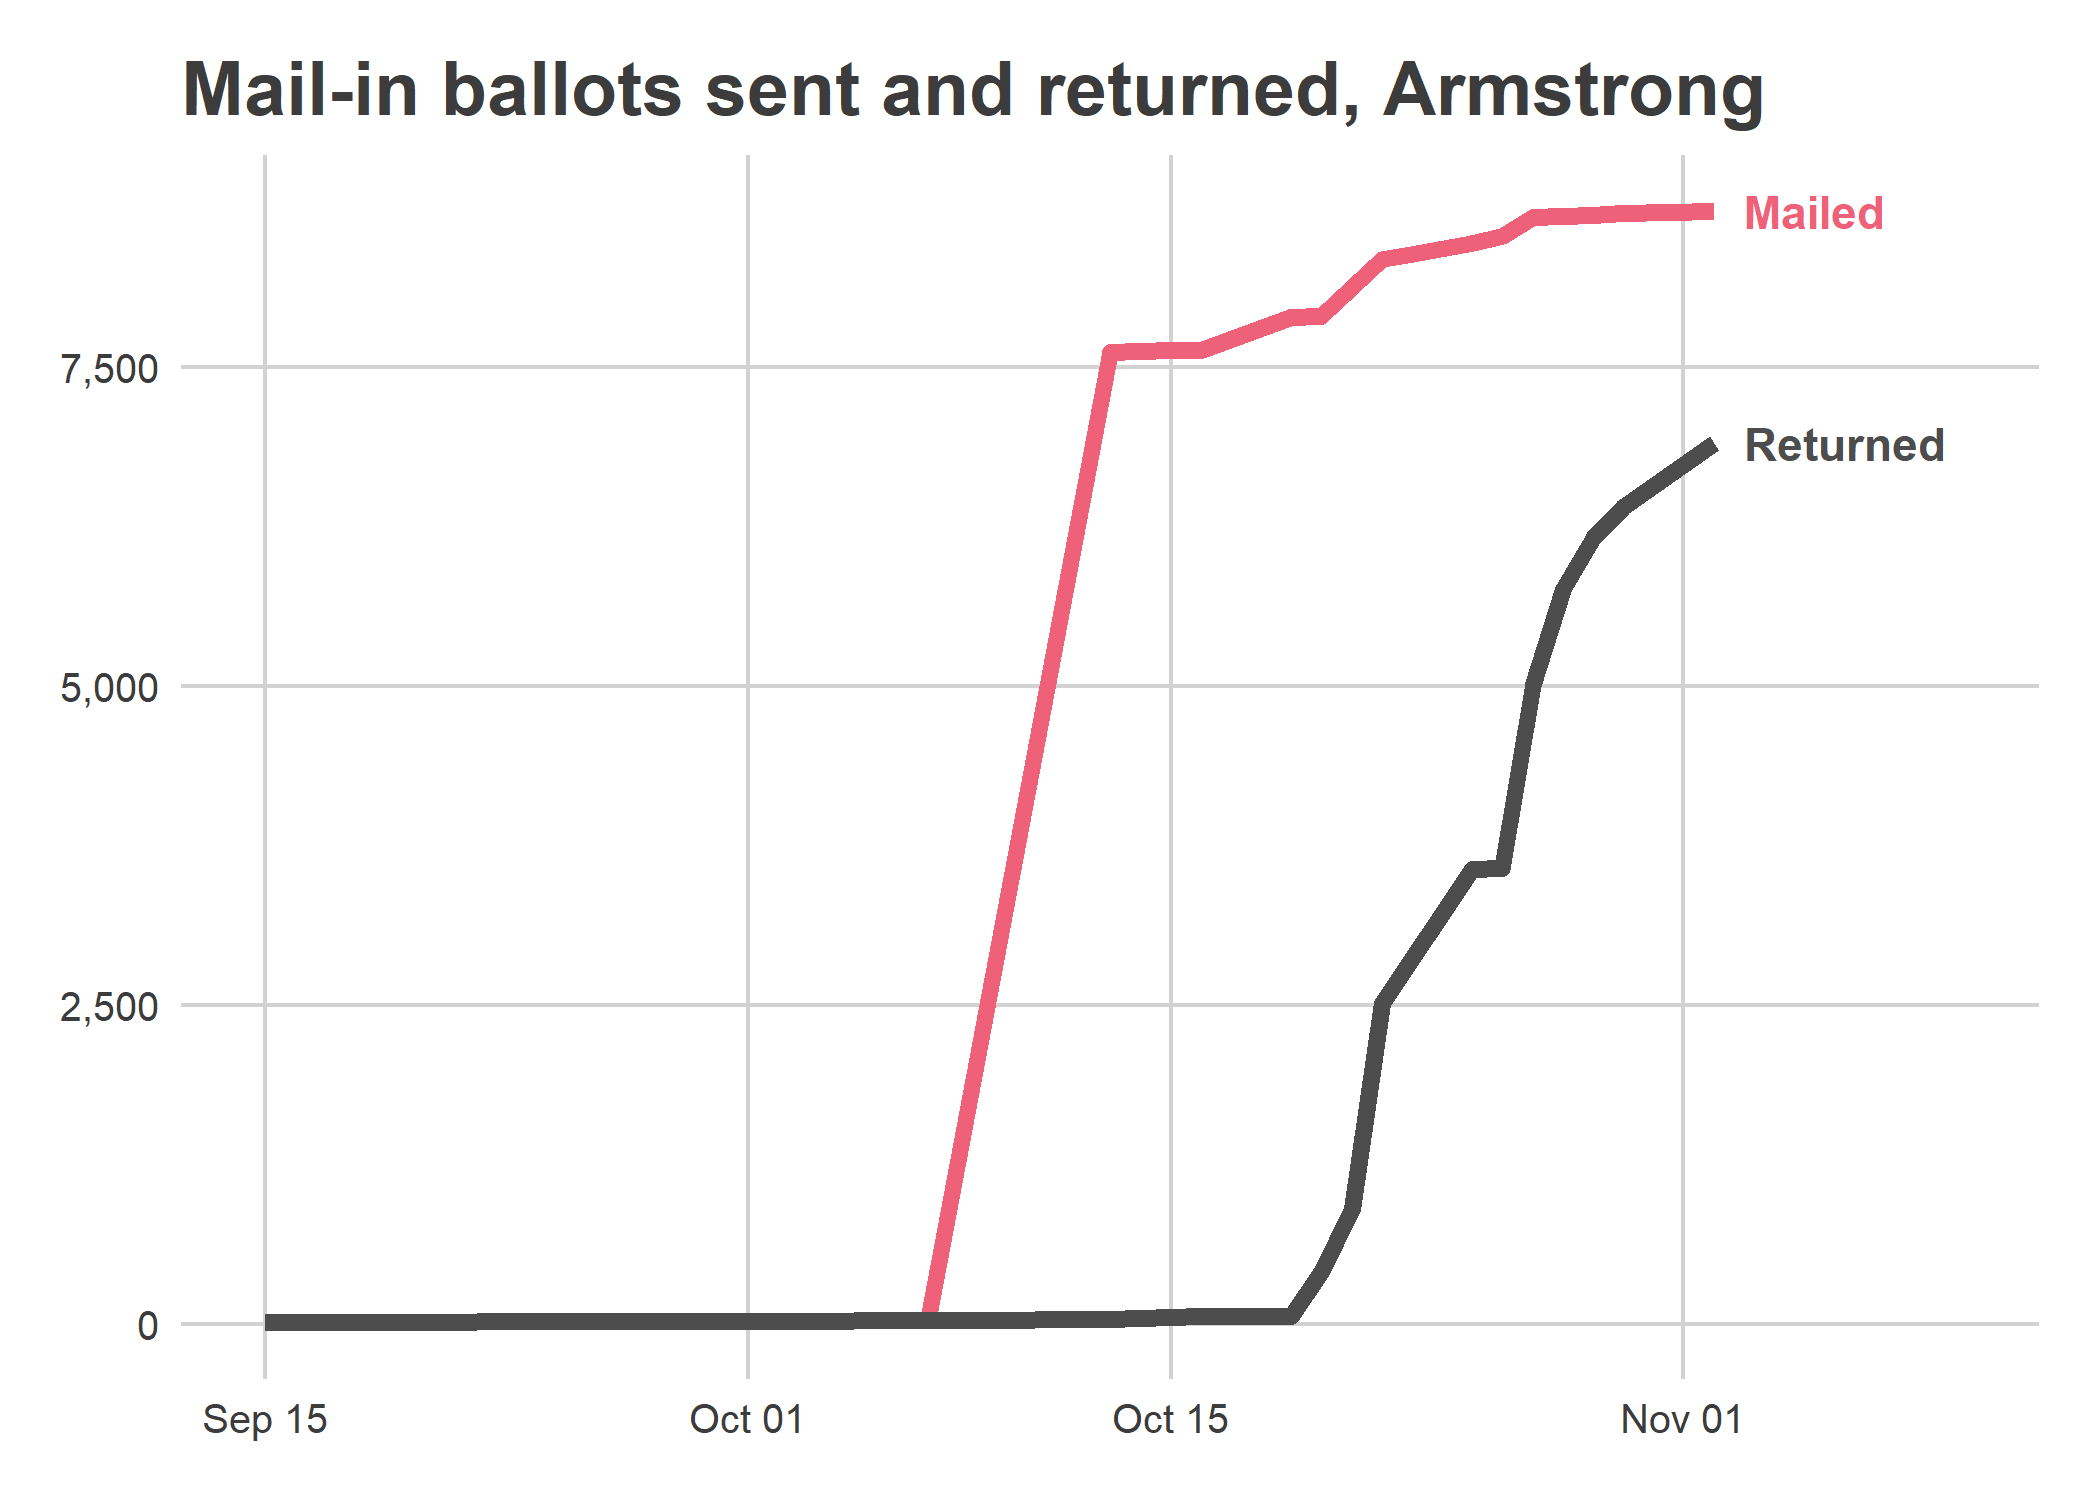 Mail-in ballots sent and returned, Armstrong
Mailed
7,500
Returned
5,000
2,500
0
Sep 15
Oct 01
Oct 15
Nov 01